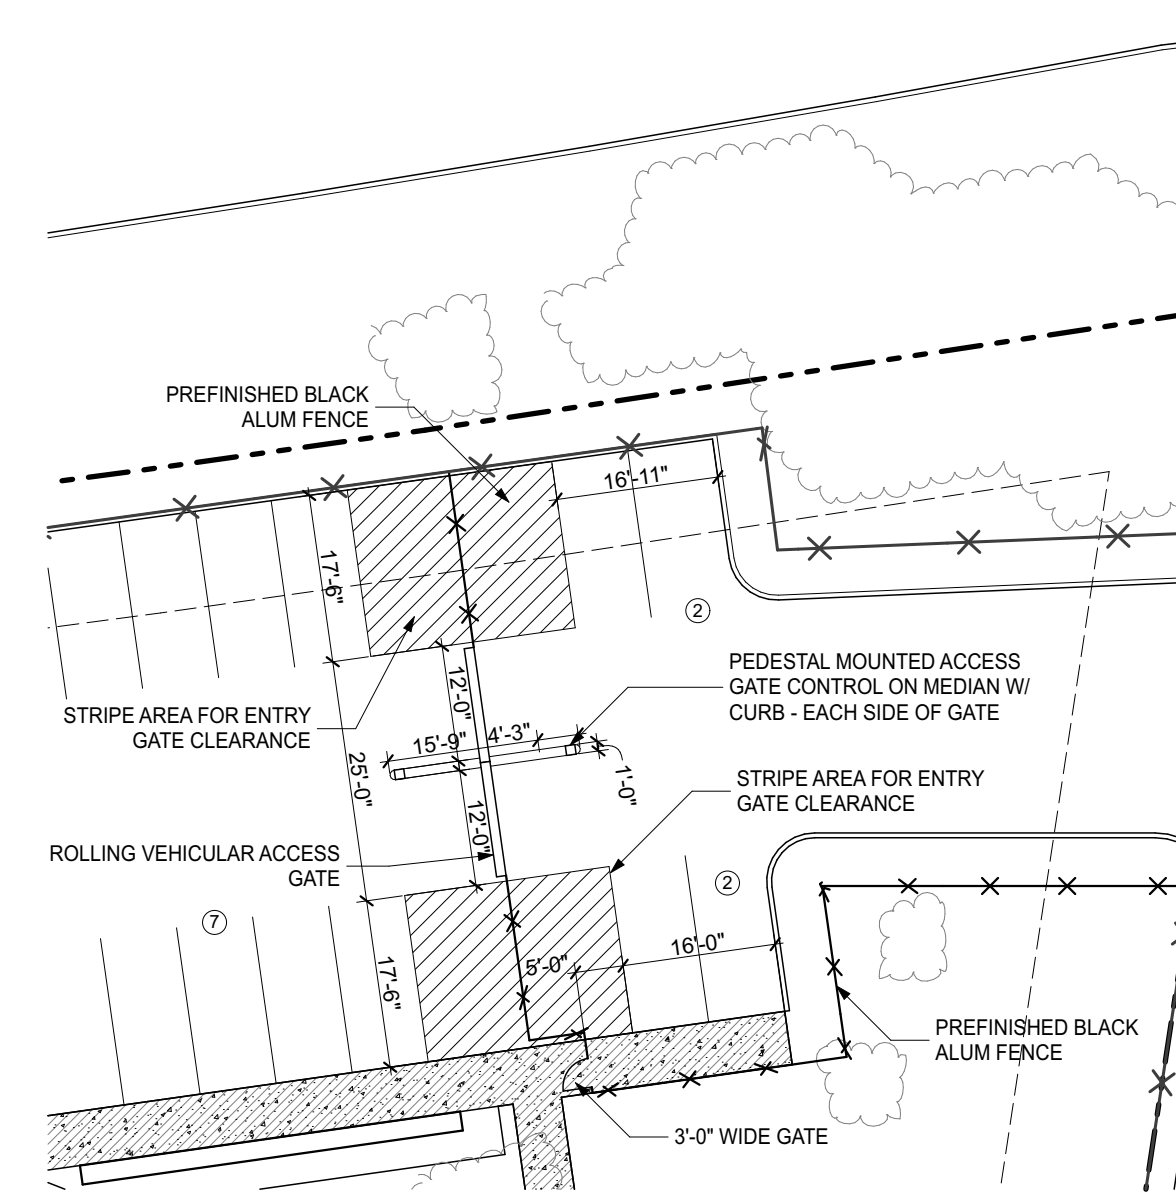 PREFINISHED BLACK
ALUM FENCE
16'-11"
17'-6"
2
PEDESTAL MOUNTED ACCESS
GATE CONTROL ON MEDIAN W/
CURB - EACH SIDE OF GATE
12'-0"
STRIPE AREA FOR ENTRY
GATE CLEARANCE
15'-9"
4'-3"
25'-0"
1'-0"
STRIPE AREA FOR ENTRY
GATE CLEARANCE
12'-0"
ROLLING VEHICULAR ACCESS
GATE
2
7
16'-0"
5'-0"
17'-6"
PREFINISHED BLACK
ALUM FENCE
3'-0" WIDE GATE